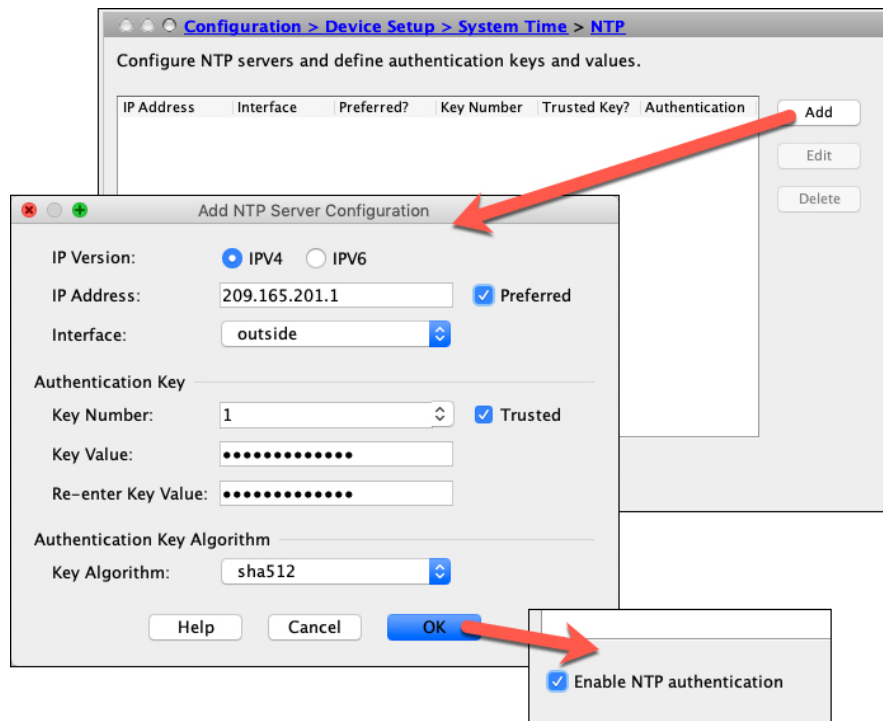 Configuration > Device Setup > System Time > NTP
Configure NTP servers and define authentication keys and values.
IP Address Interface Preferred? Key Number Trusted Key? Authentication
Add
Edit
Delete
Add NTP Server Configuration
IP Version: IPV4 IPV6
IP Address: 209.165.201.1 Preferred
Interface: outside
Authentication Key
Key Number: 1 Trusted
Key Value: •••••••••••••
Re-enter Key Value: •••••••••••••
Authentication Key Algorithm
Key Algorithm: sha512
Help Cancel OK
Enable NTP authentication